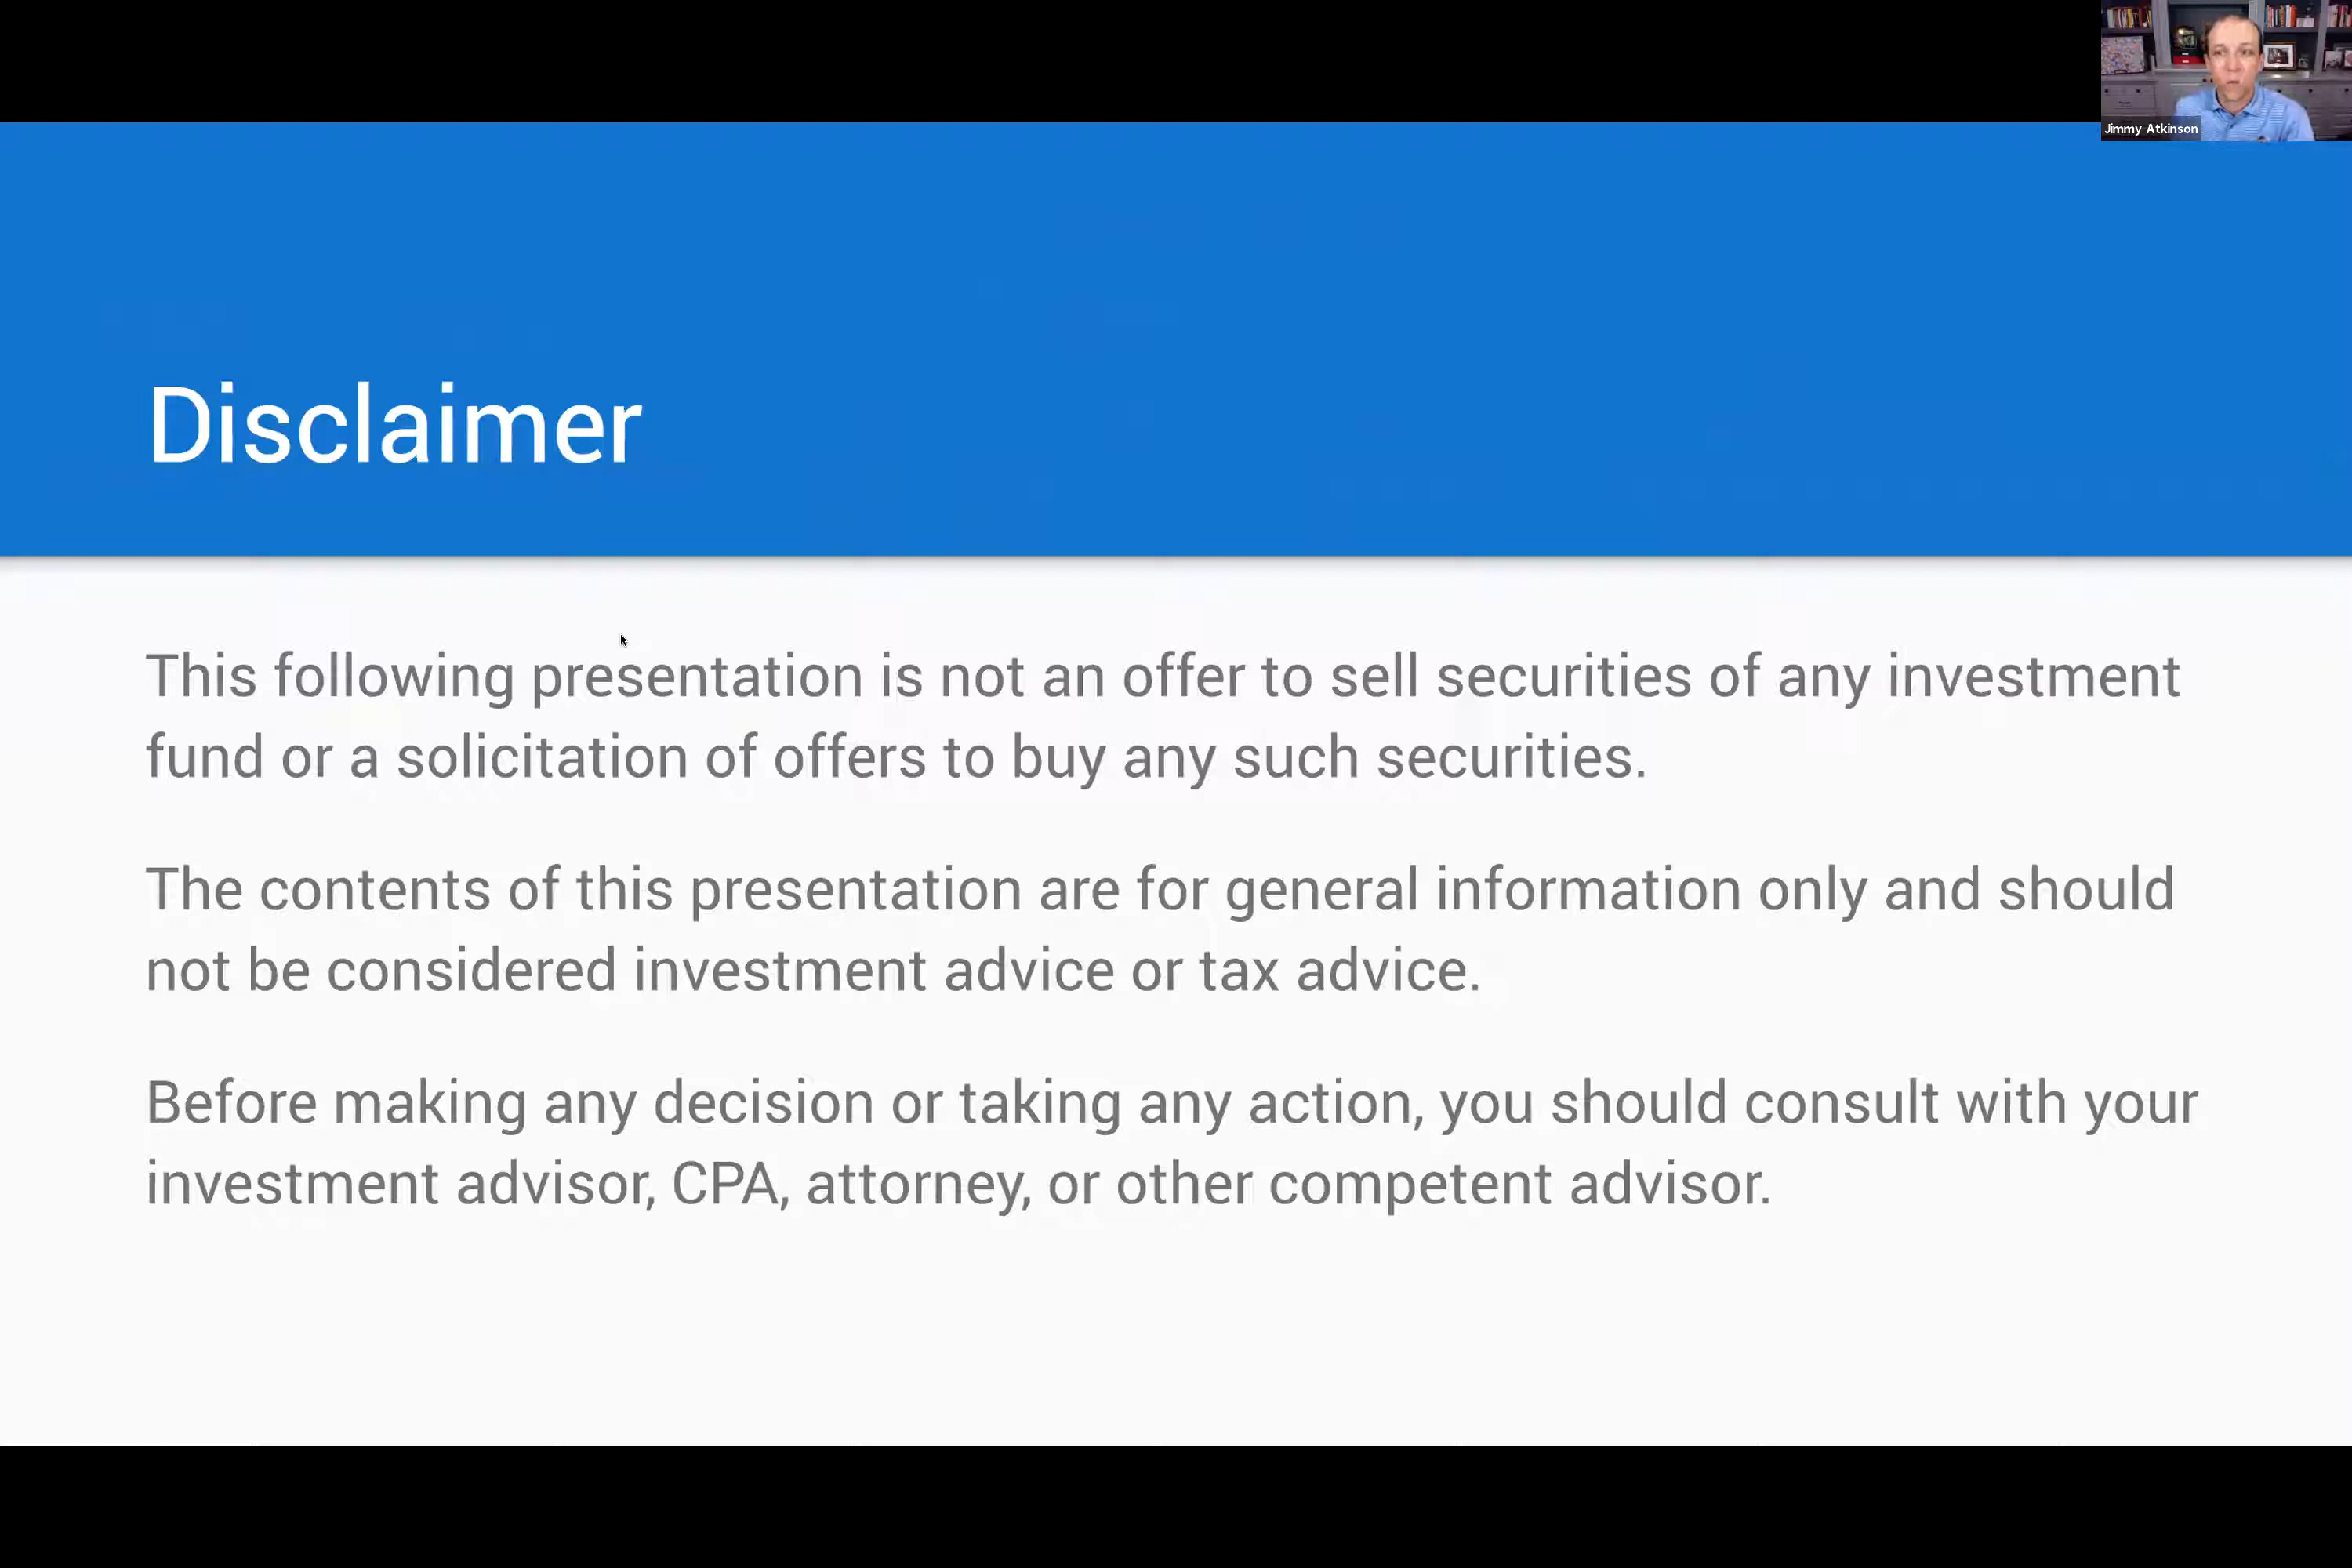 Jimmy Atkinson
Disclaimer
This following presentation is not an offer to sell securities of any investment
fund or a solicitation of offers to buy any such securities.
The contents of this presentation are for general information only and should
not be considered investment advice or tax advice.
Before making any decision or taking any action, you should consult with your
investment advisor, CPA, attorney, or other competent advisor.